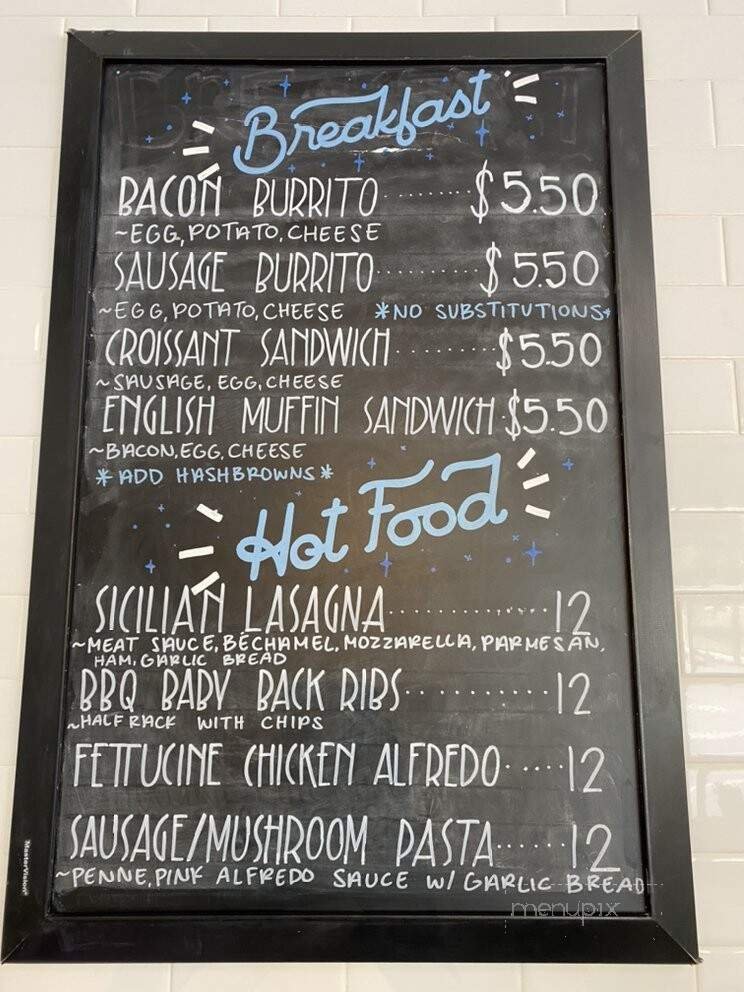 Breakfast
BACON BURRITO ........ $5.50
~EGG, POTATO, CHEESE
SAUSAGE BURRITO .......... $5.50
~EGG, POTATO, CHEESE *NO SUBSTITUTIONS*
CROISSANT SANDWICH ........ $5.50
~SAUSAGE, EGG, CHEESE
ENGLISH MUFFIN SANDWICH .. $5.50
~BACON, EGG, CHEESE
*ADD HASHBROWNS*
Hot Food
SICILIAN LASAGNA .............. 12
~MEAT SAUCE, BÉCHAMEL, MOZZARELLA, PARMESAN,
HAM, GARLIC BREAD
BBQ BABY BACK RIBS ............ 12
~HALF RACK WITH CHIPS
FETTUCINE CHICKEN ALFREDO ..... 12
SAUSAGE/MUSHROOM PASTA ...... 12
~PENNE, PINK ALFREDO SAUCE W/ GARLIC BREAD
MasterVision
menupix